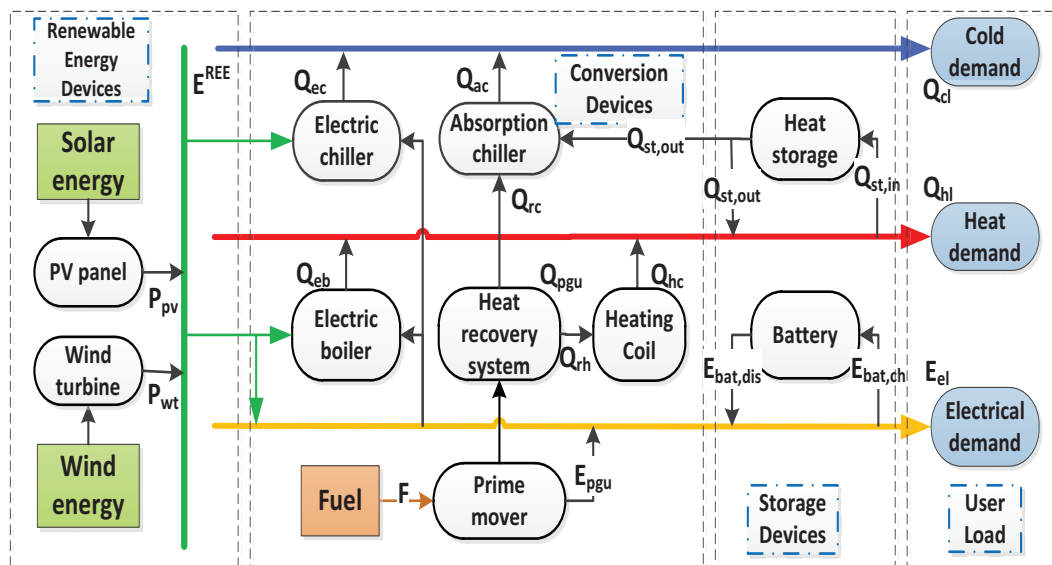 Renewable
Energy
Devices
E^REE
Solar
energy
PV panel
P_pv
Wind
turbine
P_wt
Wind
energy
Q_ec
Electric
chiller
Q_ac
Absorption
chiller
Conversion
Devices
Q_rc
Q_eb
Electric
boiler
Q_pgu
Heat
recovery
system
Q_rh
Q_hc
Heating
Coil
Fuel
F
Prime
mover
E_pgu
Q_st,out
Heat
storage
Q_st,out
Q_st,in
Battery
E_bat,dis
E_bat,ch
Storage
Devices
Cold
demand
Q_cl
Q_hl
Heat
demand
E_el
Electrical
demand
User
Load